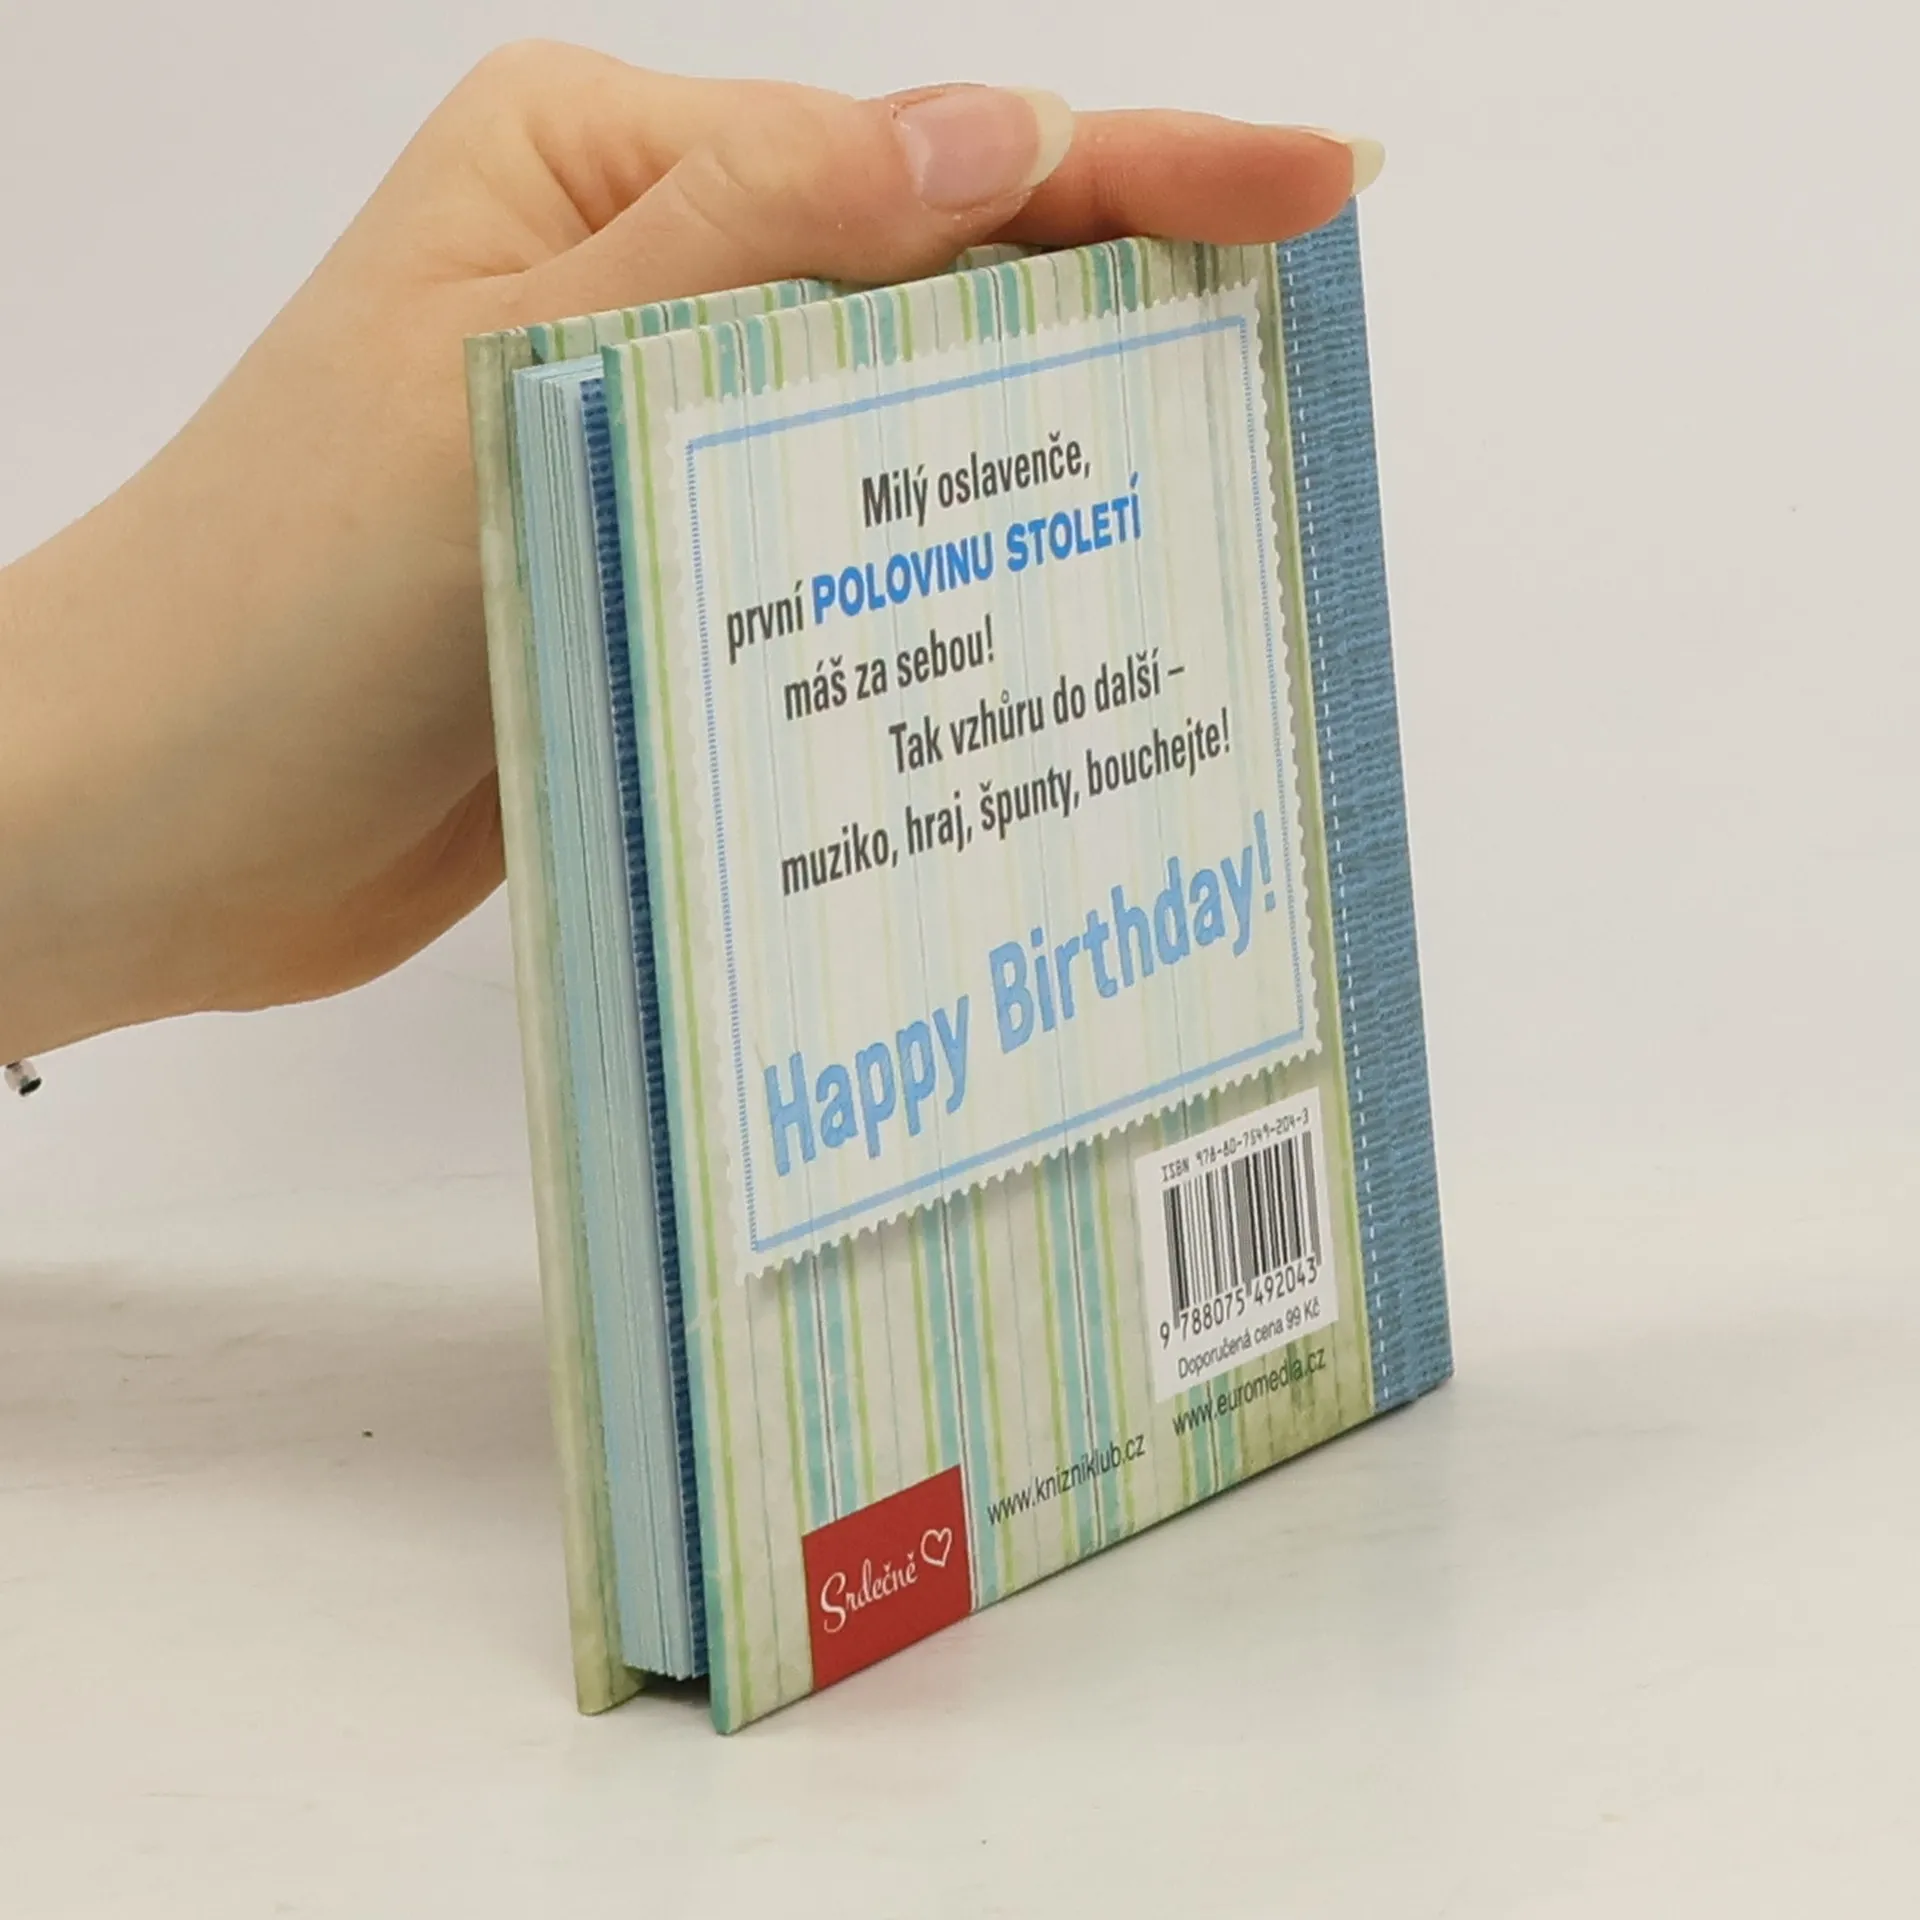 Milý oslavenče,
první POLOVINU STOLETÍ
máš za sebou!
Tak vzhůru do další –
muziko, hraj, špunty, bouchejte!
Happy Birthday!
ISBN 978-80-7549-204-3
9 788075 492043
Doporučená cena 99 Kč
www.euromedia.cz
www.knizniklub.cz
Srdečně